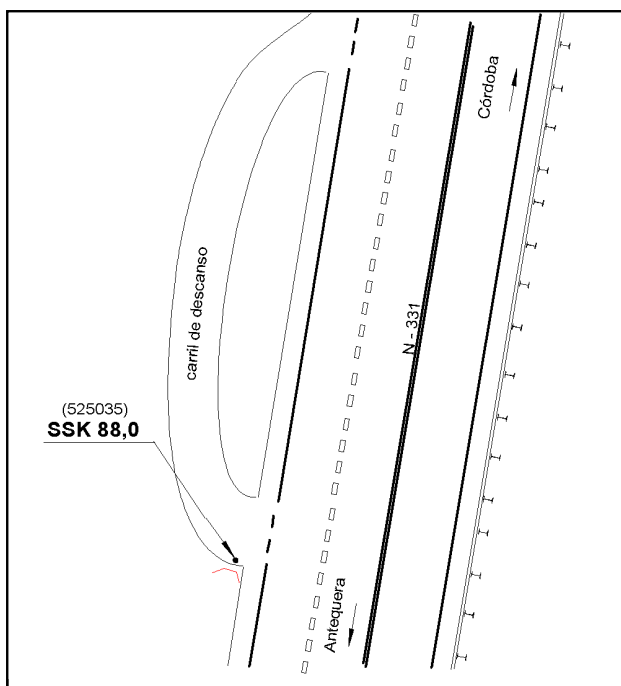 Córdoba
carril de descanso
N - 331
(525035)
SSK 88,0
Antequera